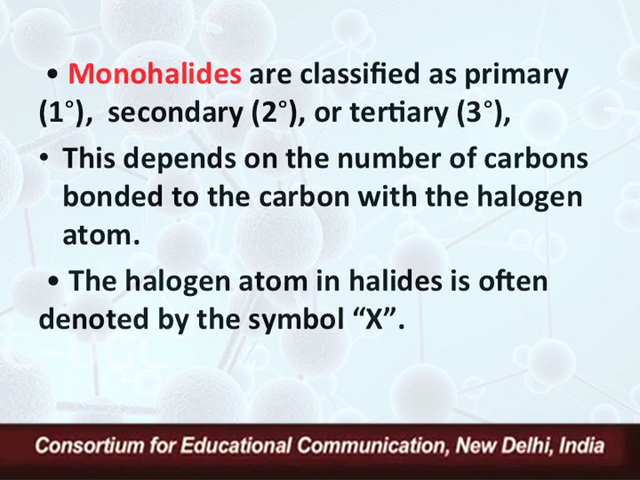 • Monohalides are classified as primary
(1°),  secondary (2°), or tertiary (3°),
• This depends on the number of carbons
bonded to the carbon with the halogen
atom.
• The halogen atom in halides is often
denoted by the symbol “X”.
Consortium for Educational Communication, New Delhi, India